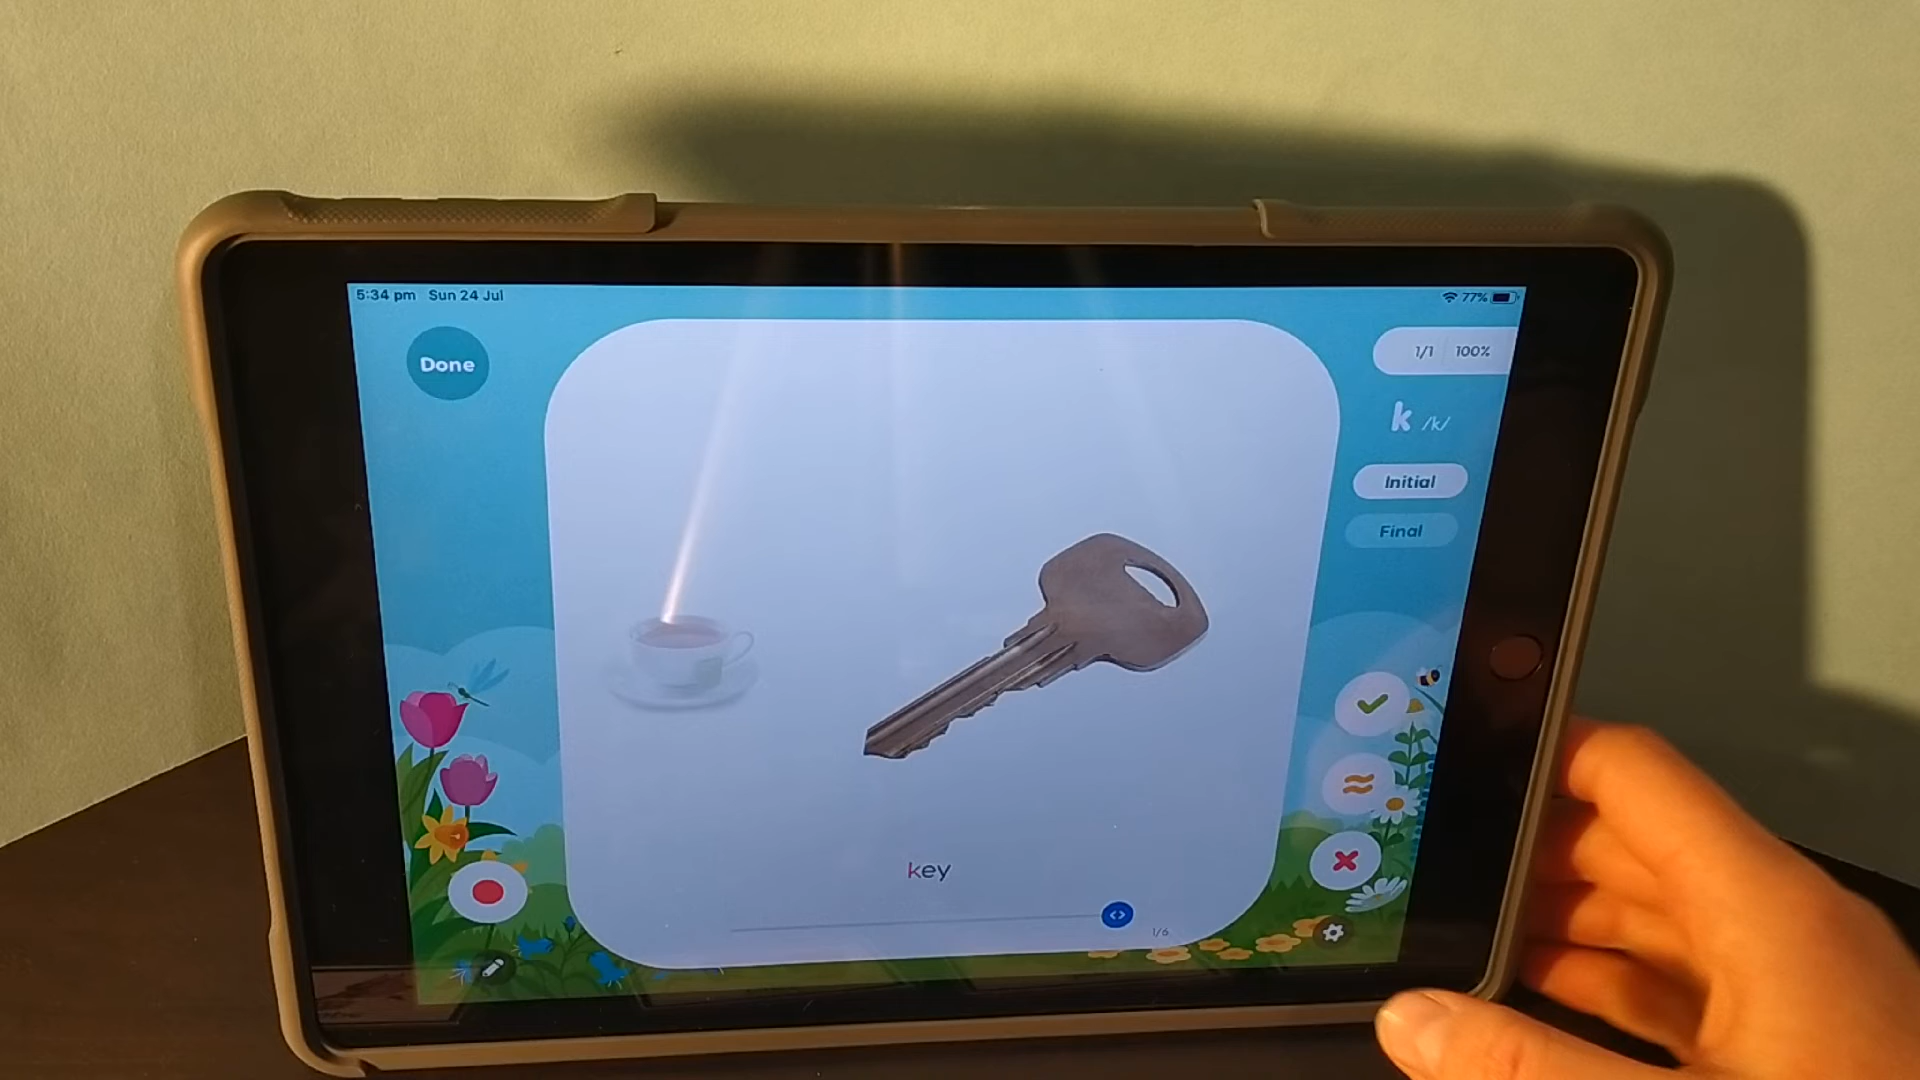 5:34 pm Sun 24 Jul
77%
Done
1/1 100%
k /k/
Initial
Final
key
1/6